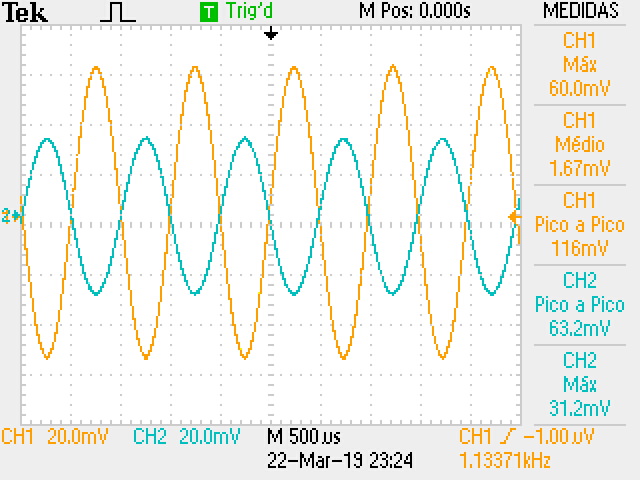 Tek T Trig'd M Pos: 0.000s MEDIDAS
CH1
Máx
60.0mV
CH1
Médio
1.67mV
CH1
Pico a Pico
116mV
CH2
Pico a Pico
63.2mV
CH2
Máx
31.2mV
2
CH1 20.0mV CH2 20.0mV M 500µs CH1 -1.00µV
22-Mar-19 23:24 1.13371kHz